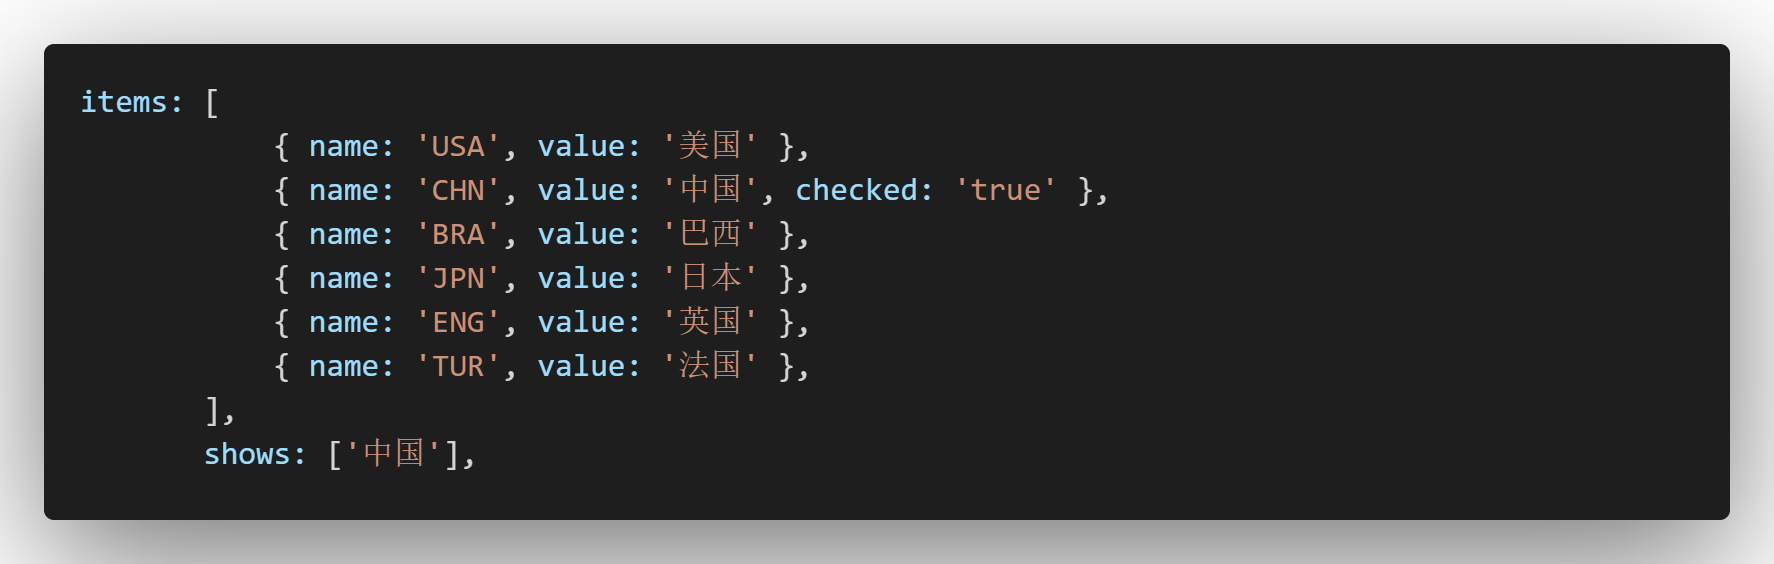 items: [
{ name: 'USA', value: '美国' },
{ name: 'CHN', value: '中国', checked: 'true' },
{ name: 'BRA', value: '巴西' },
{ name: 'JPN', value: '日本' },
{ name: 'ENG', value: '英国' },
{ name: 'TUR', value: '法国' },
],
shows: ['中国'],